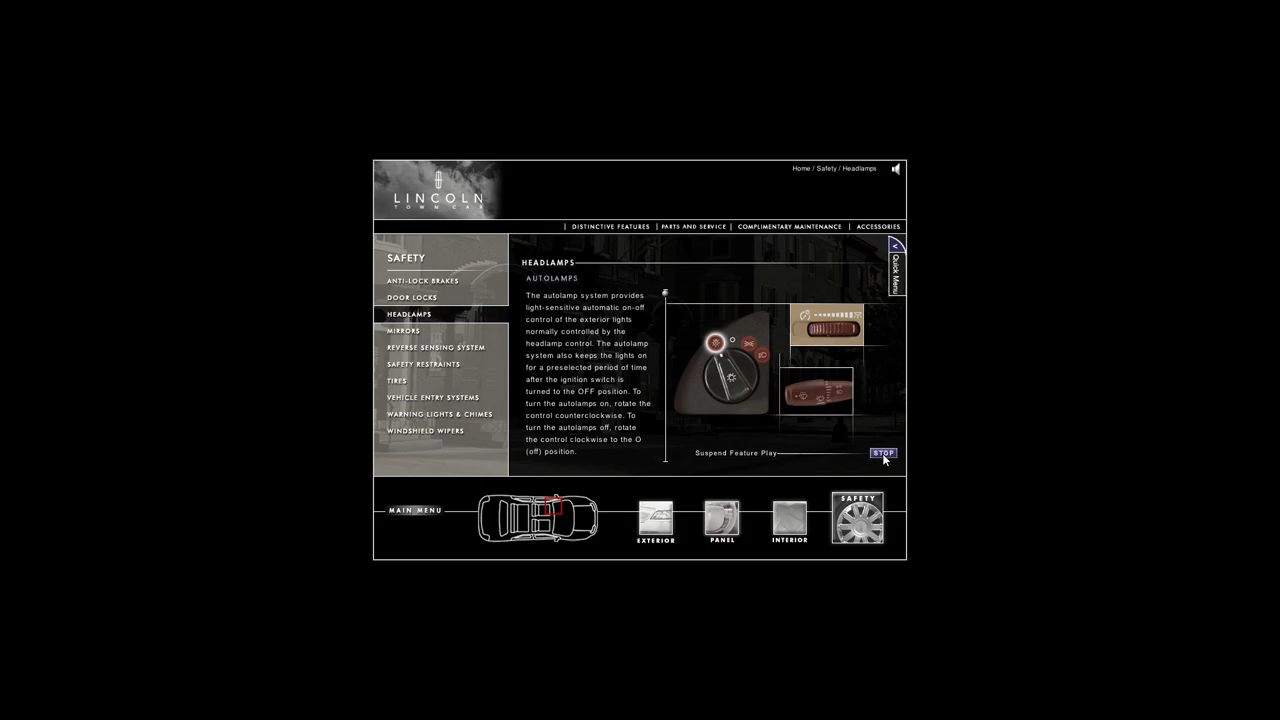 Home / Safety / Headlamps
LINCOLN
TOWN CAR
DISTINCTIVE FEATURES | PARTS AND SERVICE | COMPLIMENTARY MAINTENANCE | ACCESSORIES
SAFETY
ANTI-LOCK BRAKES
DOOR LOCKS
HEADLAMPS
MIRRORS
REVERSE SENSING SYSTEM
SAFETY RESTRAINTS
TIRES
VEHICLE ENTRY SYSTEMS
WARNING LIGHTS & CHIMES
WINDSHIELD WIPERS
HEADLAMPS
AUTOLAMPS
The autolamp system provides
light-sensitive automatic on-off
control of the exterior lights
normally controlled by the
headlamp control. The autolamp
system also keeps the lights on
for a preselected period of time
after the ignition switch is
turned to the OFF position. To
turn the autolamps on, rotate the
control counterclockwise. To
turn the autolamps off, rotate
the control clockwise to the O
(off) position.
Quick Menu
Suspend Feature Play
STOP
MAIN MENU
EXTERIOR
PANEL
INTERIOR
SAFETY